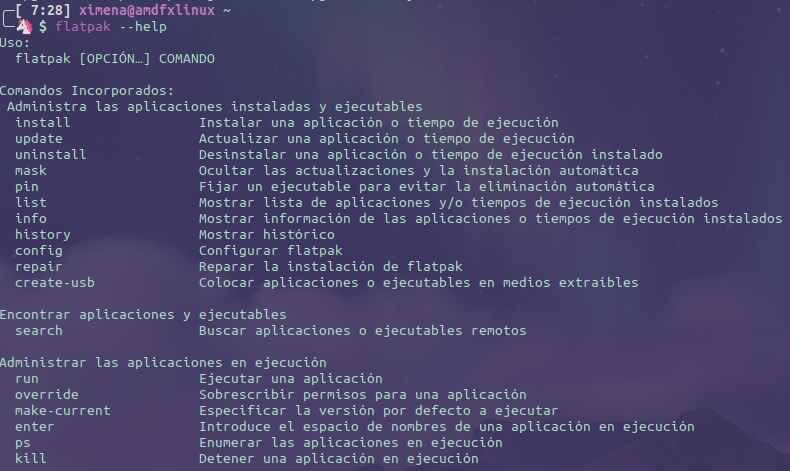 [ 7:28] ximena@amdfxlinux ~
$ flatpak --help
Uso:
flatpak [OPCIÓN…] COMANDO
Comandos Incorporados:
Administra las aplicaciones instaladas y ejecutables
install Instalar una aplicación o tiempo de ejecución
update Actualizar una aplicación o tiempo de ejecución
uninstall Desinstalar una aplicación o tiempo de ejecución instalado
mask Ocultar las actualizaciones y la instalación automática
pin Fijar un ejecutable para evitar la eliminación automática
list Mostrar lista de aplicaciones y/o tiempos de ejecución instalados
info Mostrar información de las aplicaciones o tiempos de ejecución instalados
history Mostrar histórico
config Configurar flatpak
repair Reparar la instalación de flatpak
create-usb Colocar aplicaciones o ejecutables en medios extraíbles
Encontrar aplicaciones y ejecutables
search Buscar aplicaciones o ejecutables remotos
Administrar las aplicaciones en ejecución
run Ejecutar una aplicación
override Sobrescribir permisos para una aplicación
make-current Especificar la versión por defecto a ejecutar
enter Introduce el espacio de nombres de una aplicación en ejecución
ps Enumerar las aplicaciones en ejecución
kill Detener una aplicación en ejecución